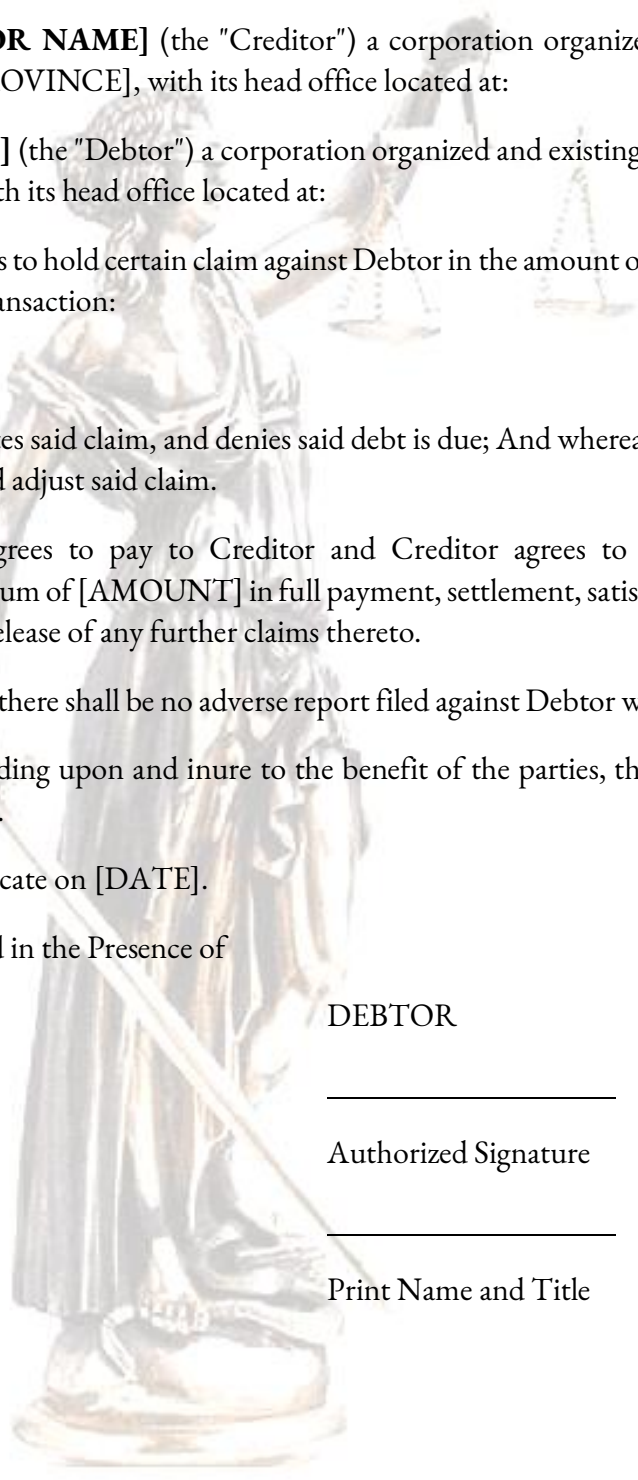 OR NAME] (the "Creditor") a corporation organize
OVINCE], with its head office located at:
] (the "Debtor") a corporation organized and existing
th its head office located at:
s to hold certain claim against Debtor in the amount o
ansaction:
tes said claim, and denies said debt is due; And wherea
d adjust said claim.
grees to pay to Creditor and Creditor agrees to
um of [AMOUNT] in full payment, settlement, satis
elease of any further claims thereto.
there shall be no adverse report filed against Debtor w
ding upon and inure to the benefit of the parties, th
.
cate on [DATE].
d in the Presence of
DEBTOR
Authorized Signature
Print Name and Title